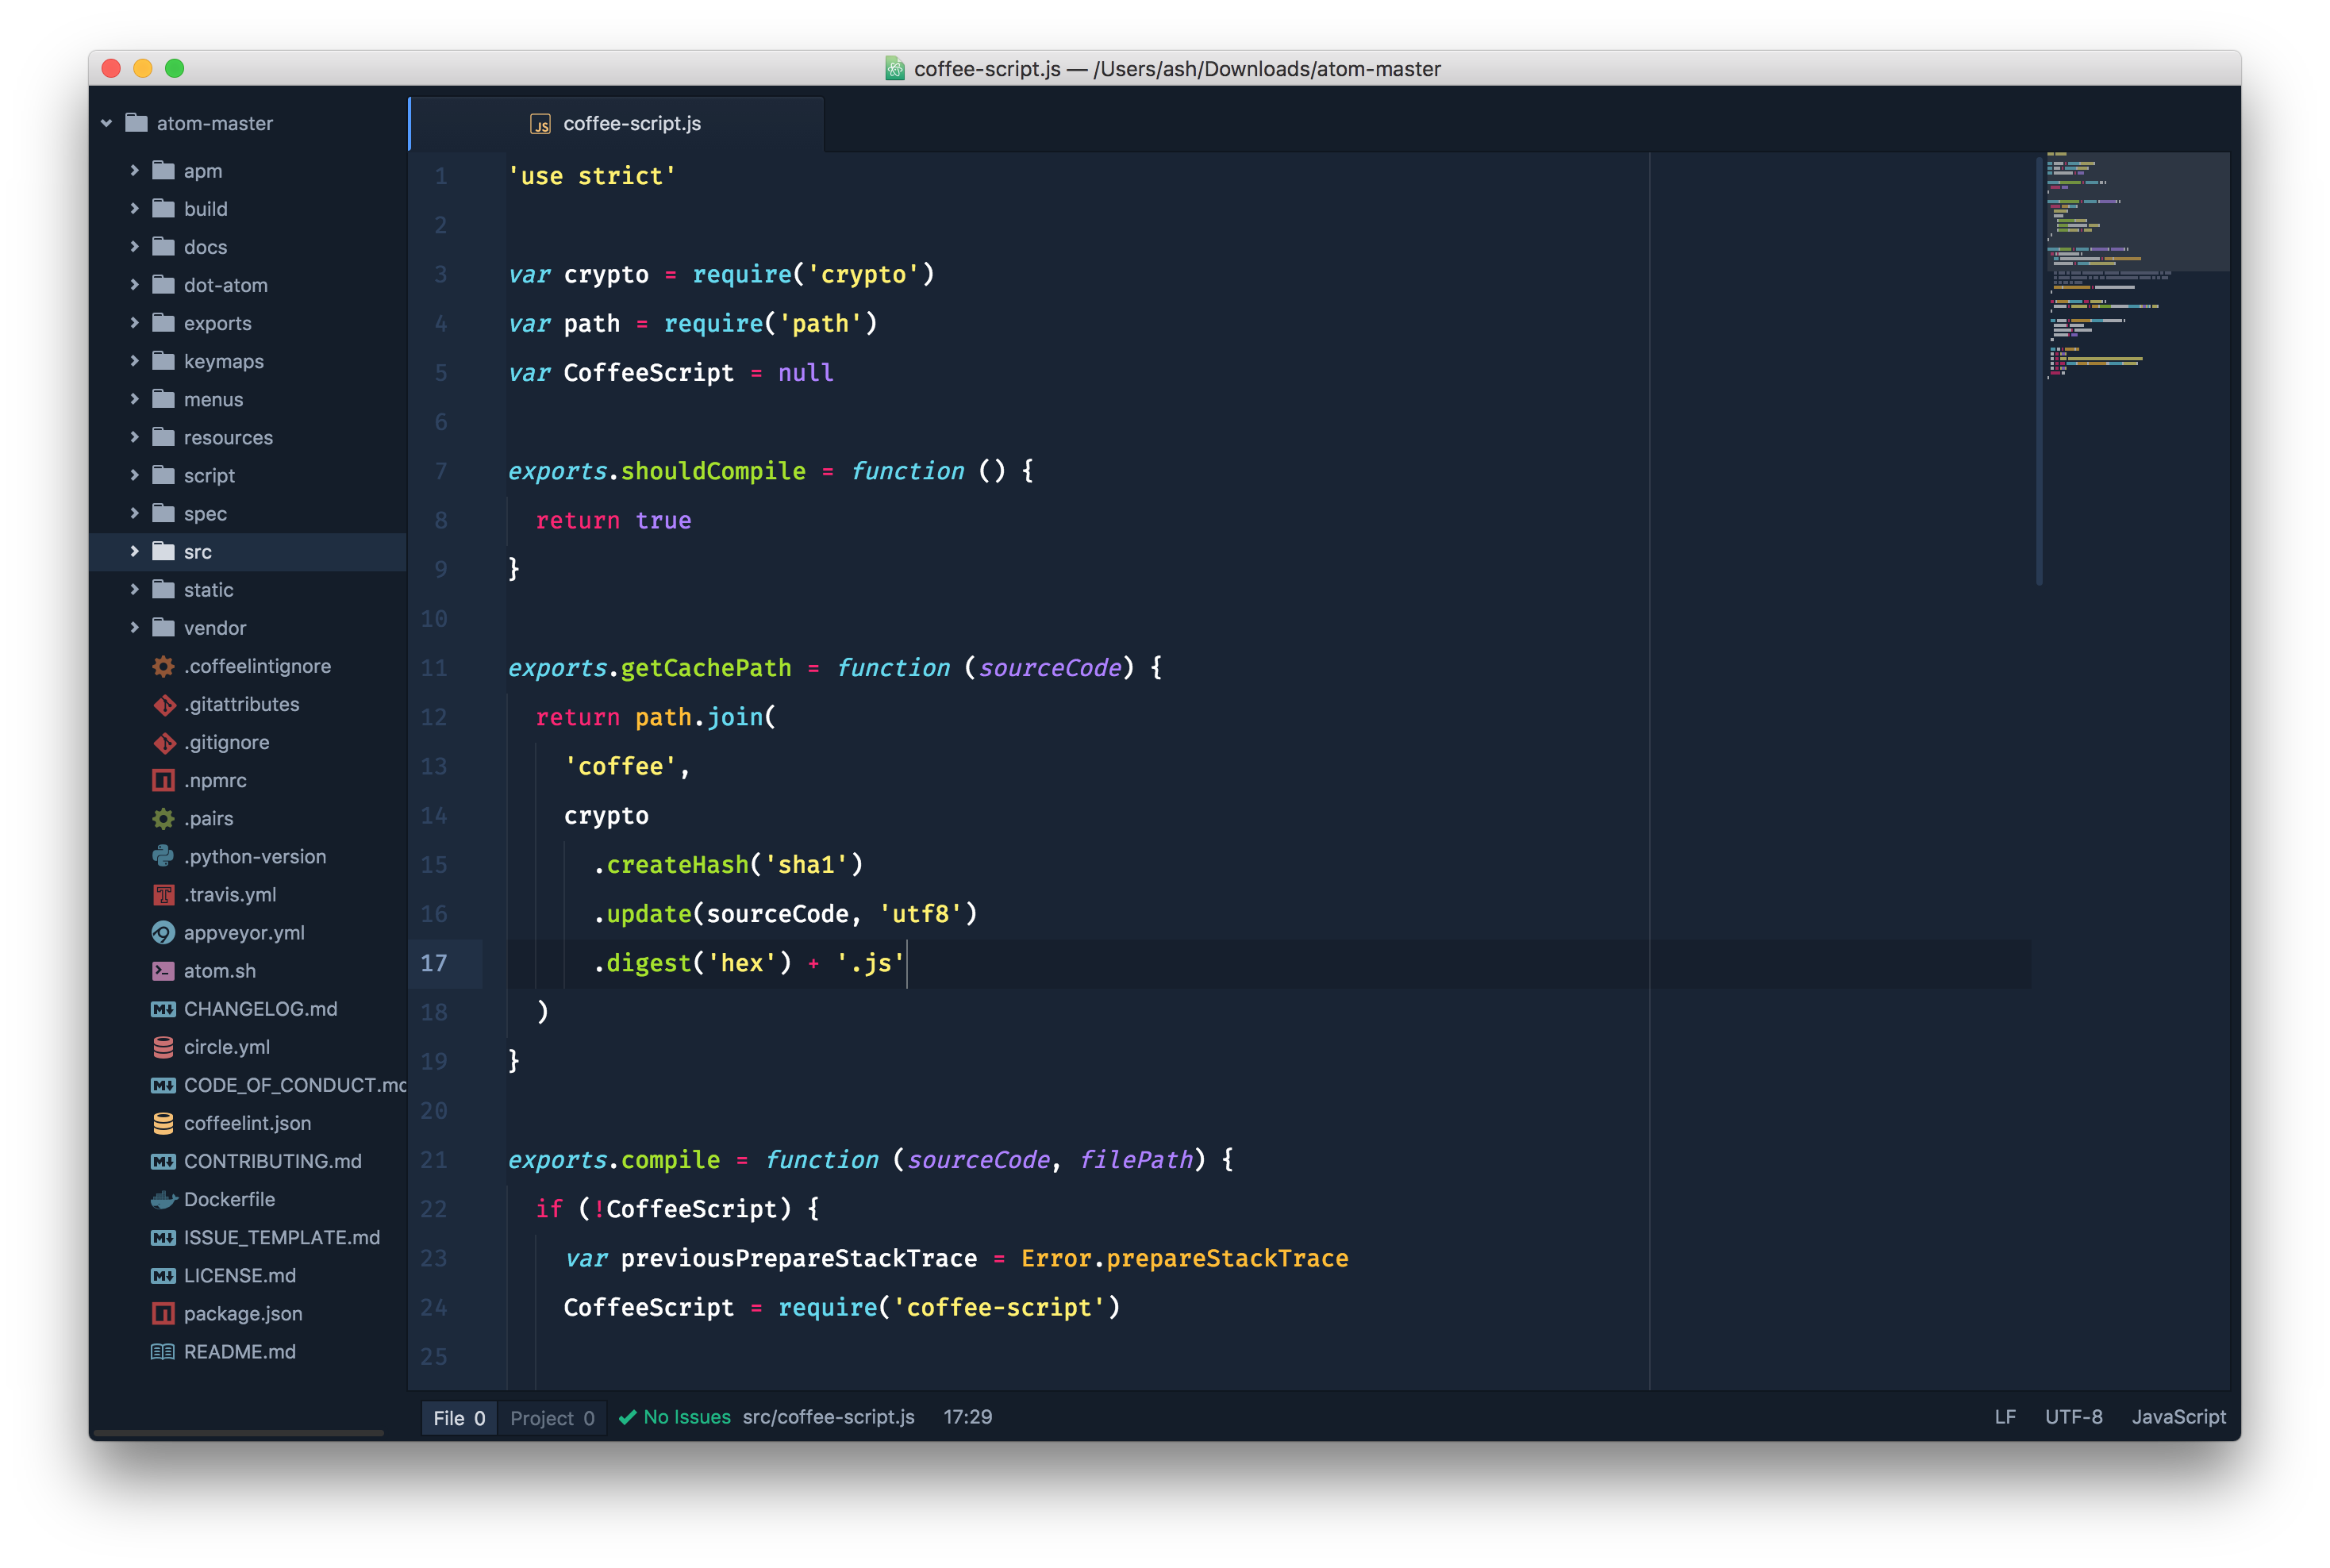 coffee-script.js — /Users/ash/Downloads/atom-master
atom-master
apm
build
docs
dot-atom
exports
keymaps
menus
resources
script
spec
src
static
vendor
.coffeelintignore
.gitattributes
.gitignore
.npmrc
.pairs
.python-version
.travis.yml
appveyor.yml
atom.sh
CHANGELOG.md
circle.yml
CODE_OF_CONDUCT.md
coffeelint.json
CONTRIBUTING.md
Dockerfile
ISSUE_TEMPLATE.md
LICENSE.md
package.json
README.md
JS coffee-script.js
1 'use strict'
2
3 var crypto = require('crypto')
4 var path = require('path')
5 var CoffeeScript = null
6
7 exports.shouldCompile = function () {
8 return true
9 }
10
11 exports.getCachePath = function (sourceCode) {
12 return path.join(
13 'coffee',
14 crypto
15 .createHash('sha1')
16 .update(sourceCode, 'utf8')
17 .digest('hex') + '.js'
18 )
19 }
20
21 exports.compile = function (sourceCode, filePath) {
22 if (!CoffeeScript) {
23 var previousPrepareStackTrace = Error.prepareStackTrace
24 CoffeeScript = require('coffee-script')
25
File 0 Project 0 No Issues src/coffee-script.js 17:29 LF UTF-8 JavaScript